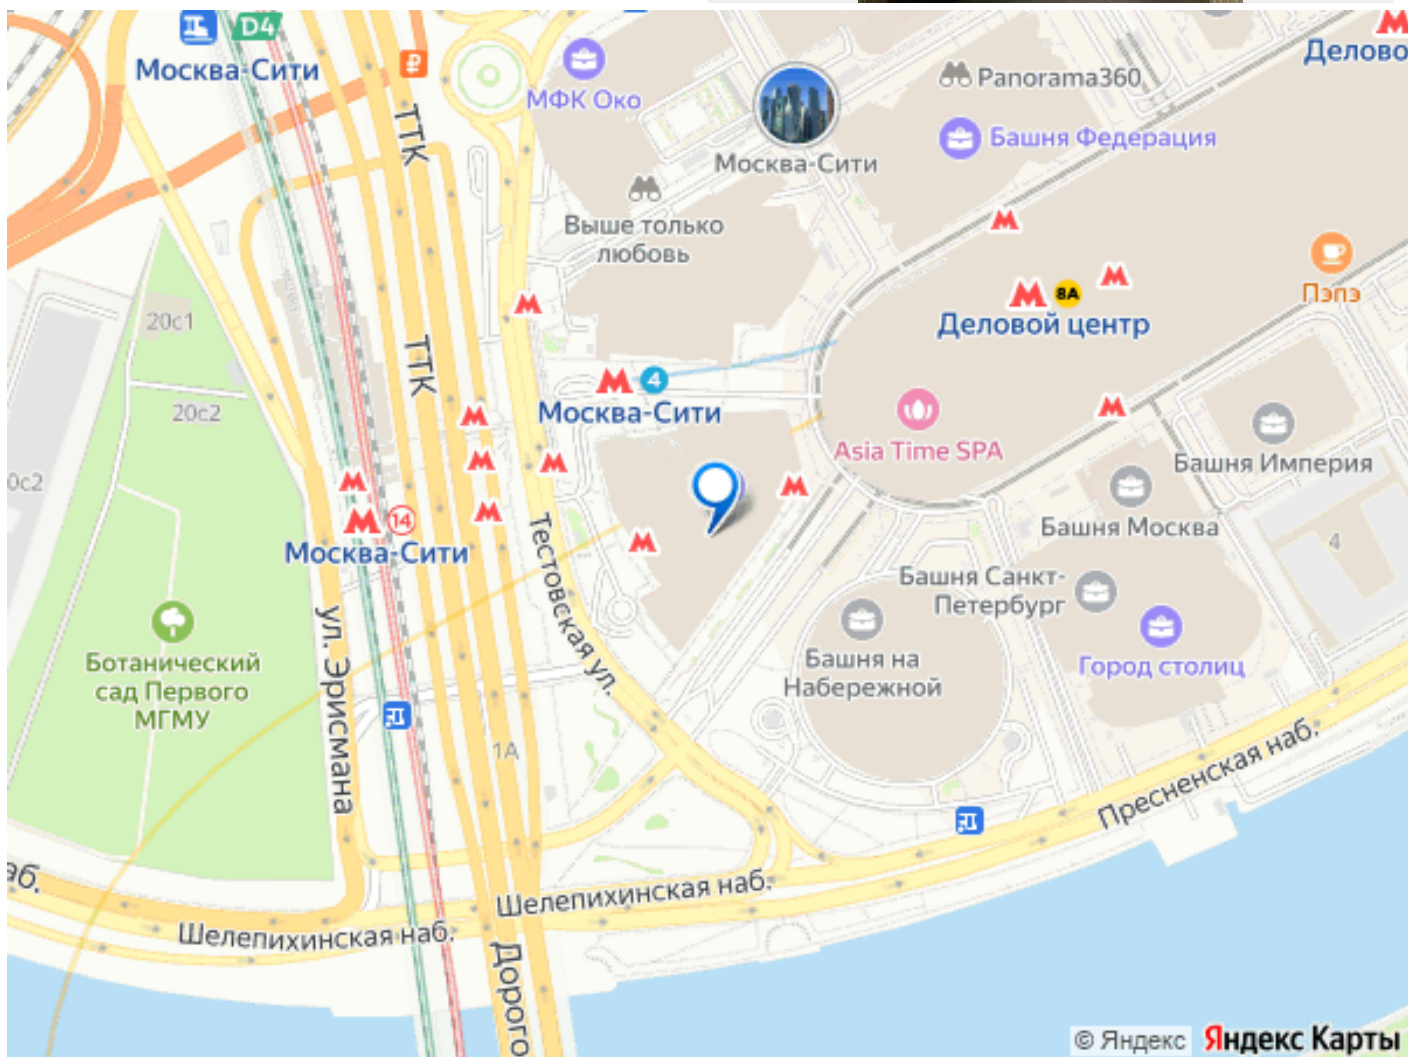 D4
Москва-Сити
₽
ТТК
МФК Око
Panorama360
Делово
Башня Федерация
Москва-Сити
Выше только
любовь
20с1
8А
Деловой центр
Пэпэ
ТТК
4
Москва-Сити
20с2
Asia Time SPA
Башня Империя
0с2
14
Москва-Сити
Башня Москва
4
Тестовская ул.
Башня Санкт-
Петербург
Башня на
Набережной
Город столиц
Ботанический
сад Первого
МГМУ
ул. Эрисмана
1А
Пресненская наб.
аб.
Шелепихинская наб.
Шелепихинская наб.
Дорого
© Яндекс Яндекс Карты